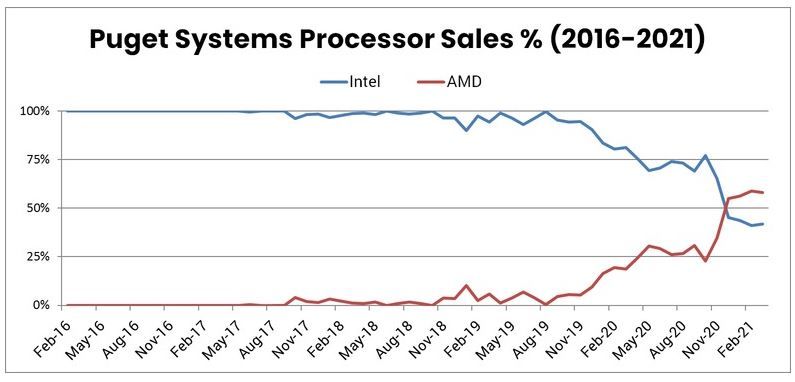 Puget Systems Processor Sales % (2016-2021)
Intel AMD
100%
75%
50%
25%
0%
Feb-16 May-16 Aug-16 Nov-16 Feb-17 May-17 Aug-17 Nov-17 Feb-18 May-18 Aug-18 Nov-18 Feb-19 May-19 Aug-19 Nov-19 Feb-20 May-20 Aug-20 Nov-20 Feb-21